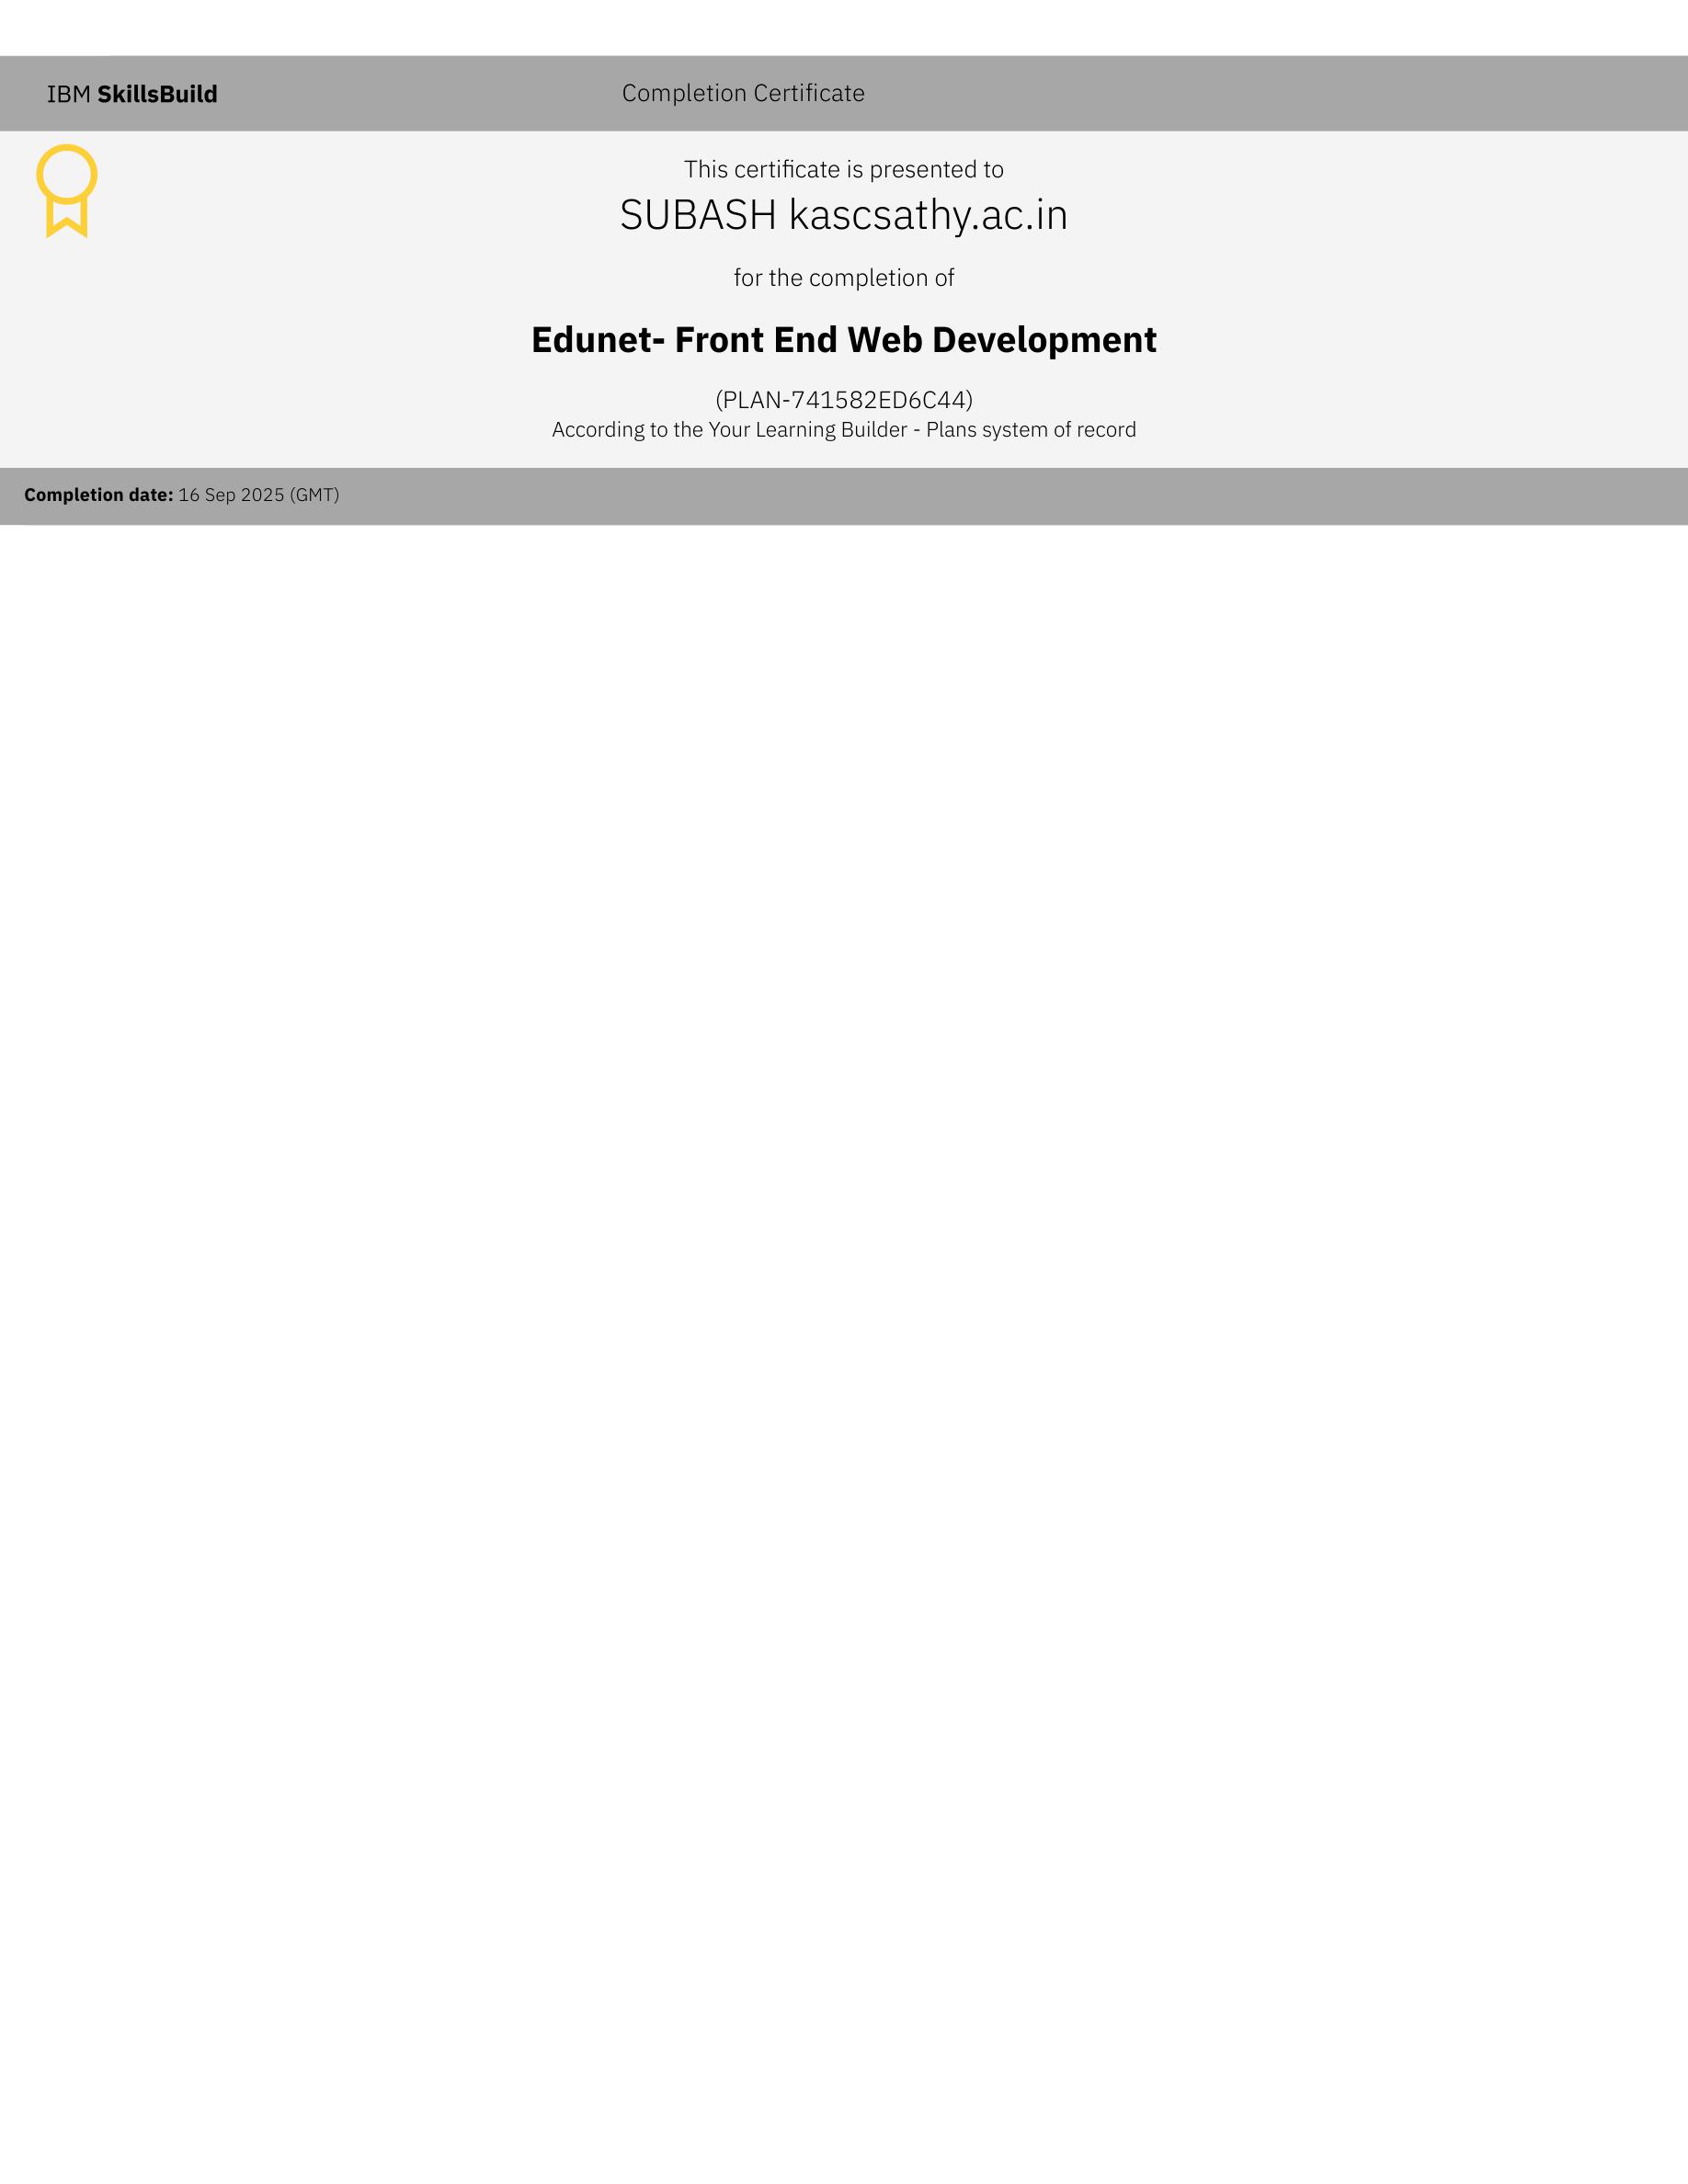 IBM SkillsBuild
Completion Certificate
This certificate is presented to
SUBASH kascsathy.ac.in
for the completion of
Edunet- Front End Web Development
(PLAN-741582ED6C44)
According to the Your Learning Builder - Plans system of record
Completion date: 16 Sep 2025 (GMT)